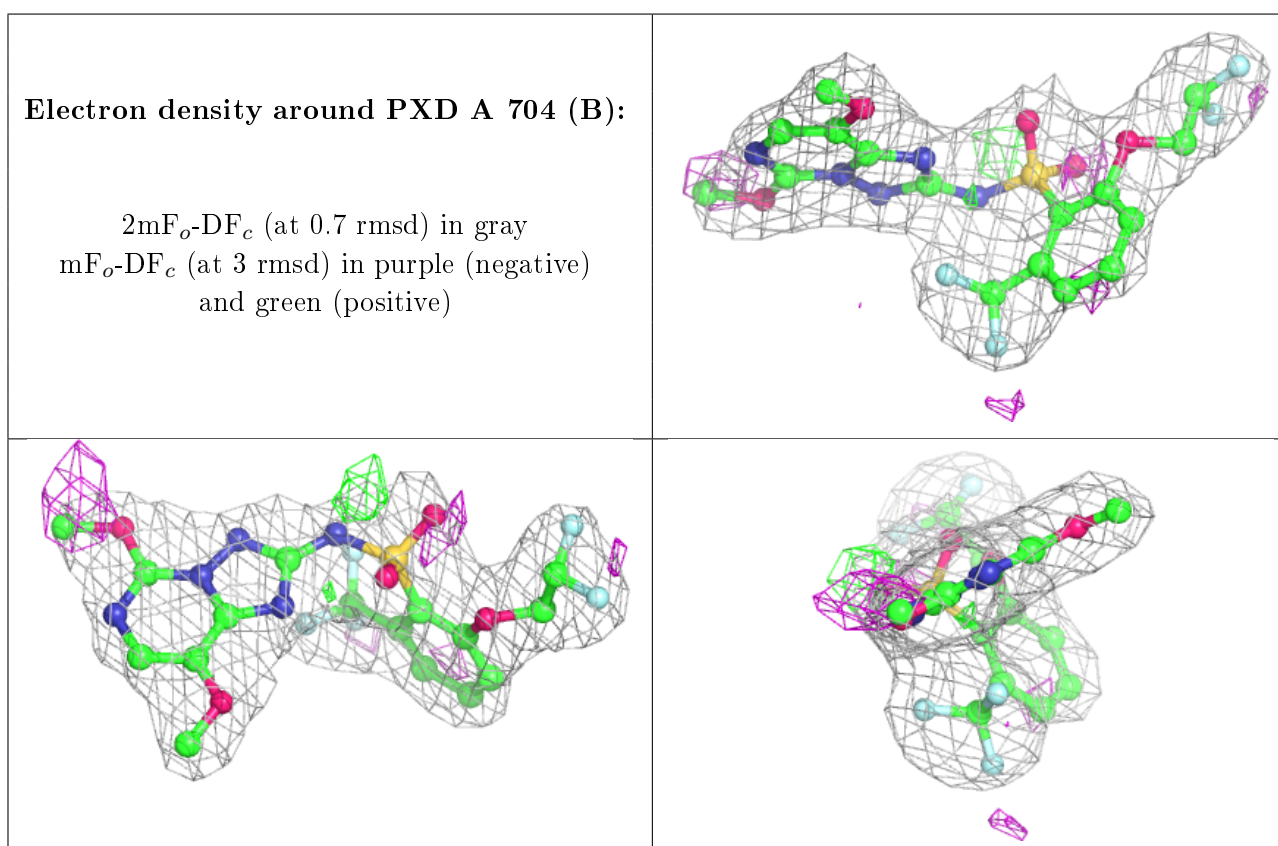 Electron density around PXD A 704 (B):
2mFo-DFc (at 0.7 rmsd) in gray
mFo-DFc (at 3 rmsd) in purple (negative)
and green (positive)